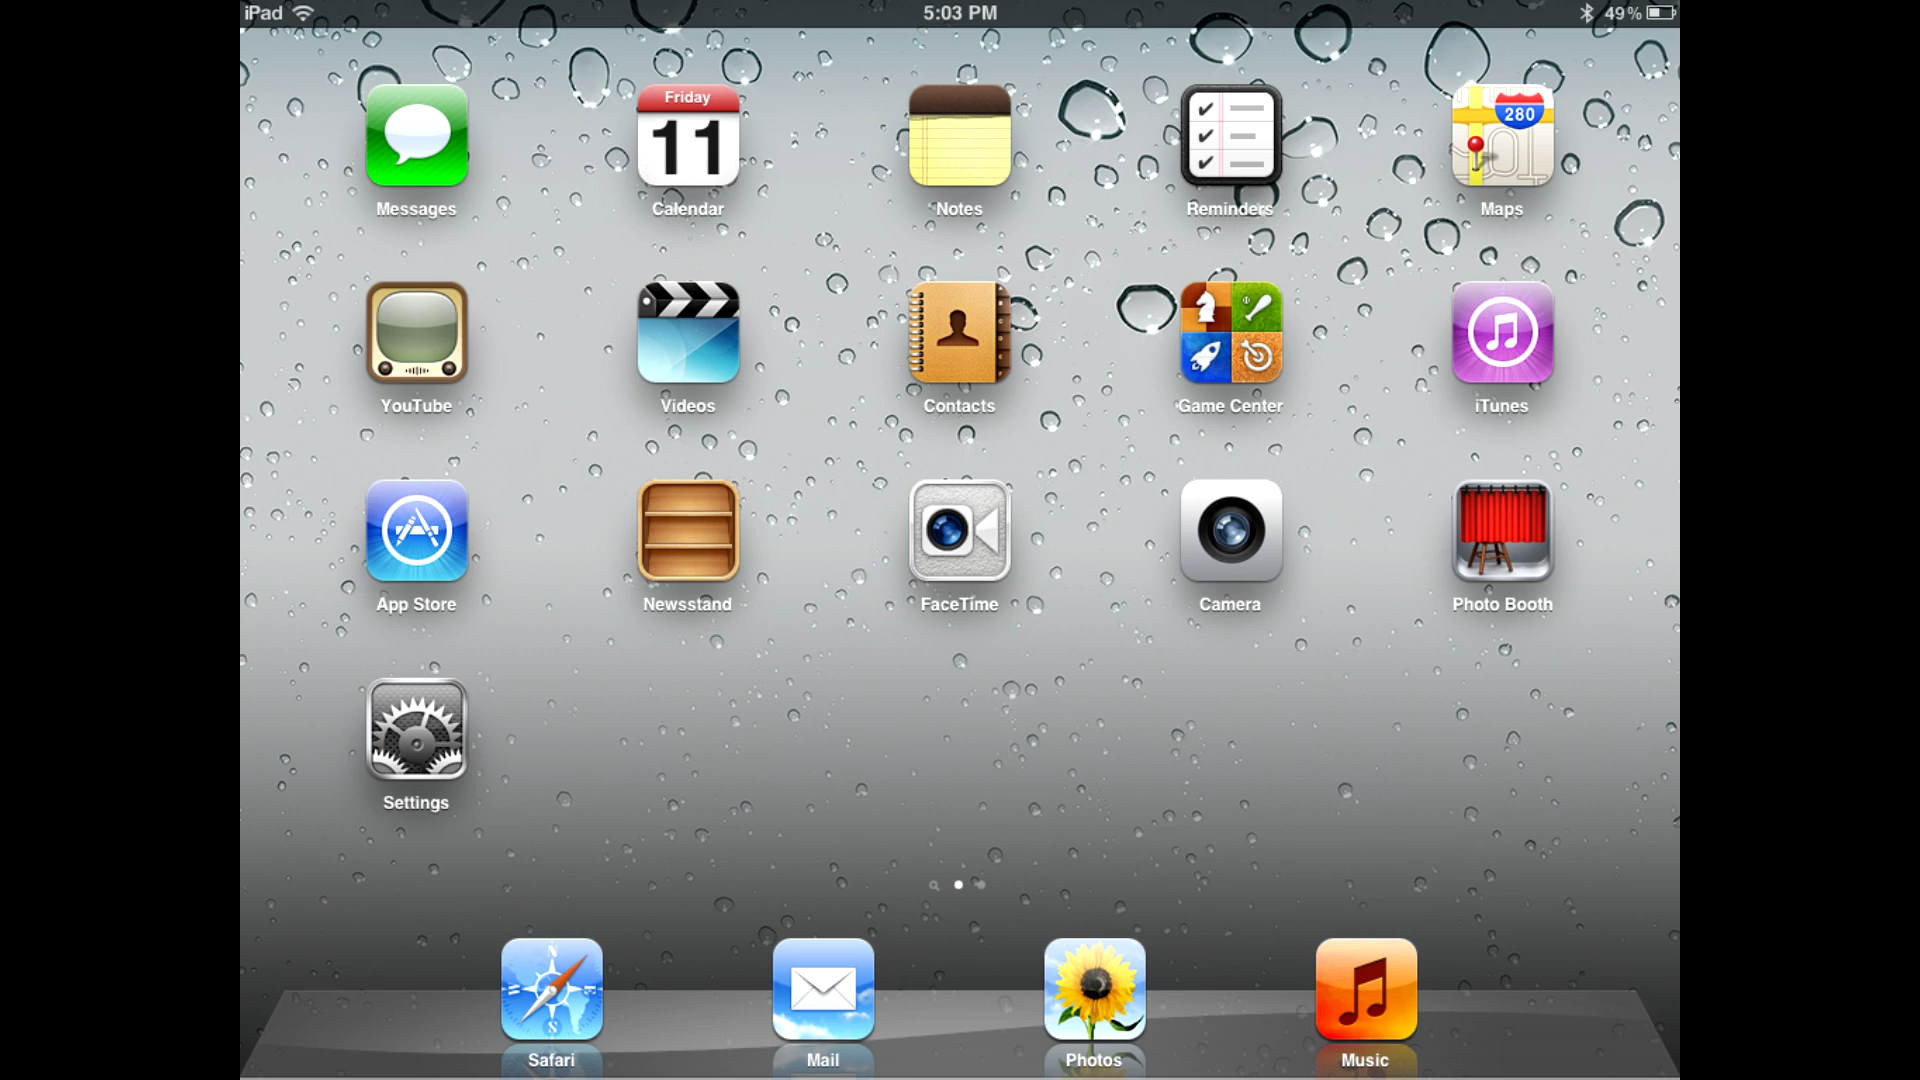 iPad 5:03 PM 49%
Friday
11
280
Messages Calendar Notes Reminders Maps
YouTube Videos Contacts Game Center iTunes
App Store Newsstand FaceTime Camera Photo Booth
Settings
N
S
Safari Mail Photos Music